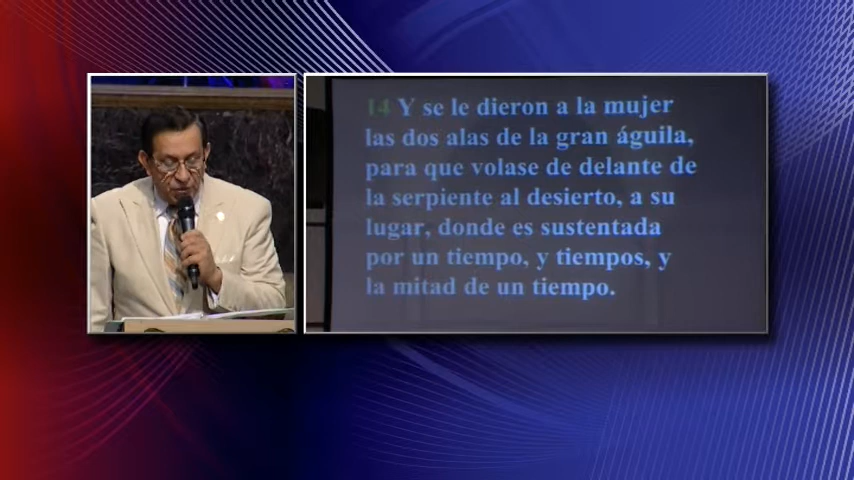 14 Y se le dieron a la mujer
las dos alas de la gran águila,
para que volase de delante de
la serpiente al desierto, a su
lugar, donde es sustentada
por un tiempo, y tiempos, y
la mitad de un tiempo.